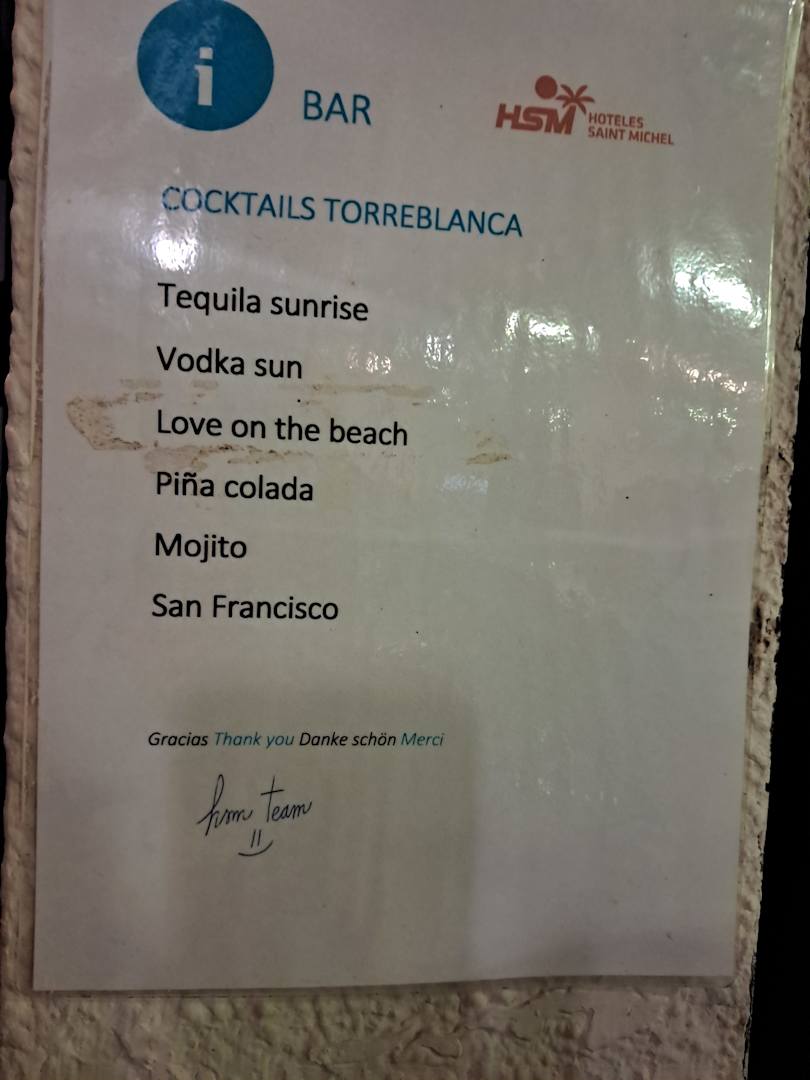 i
BAR
HSM HOTELES
SAINT MICHEL
COCKTAILS TORREBLANCA
Tequila sunrise
Vodka sun
Love on the beach
Piña colada
Mojito
San Francisco
Gracias Thank you Danke schön Merci
hsm team